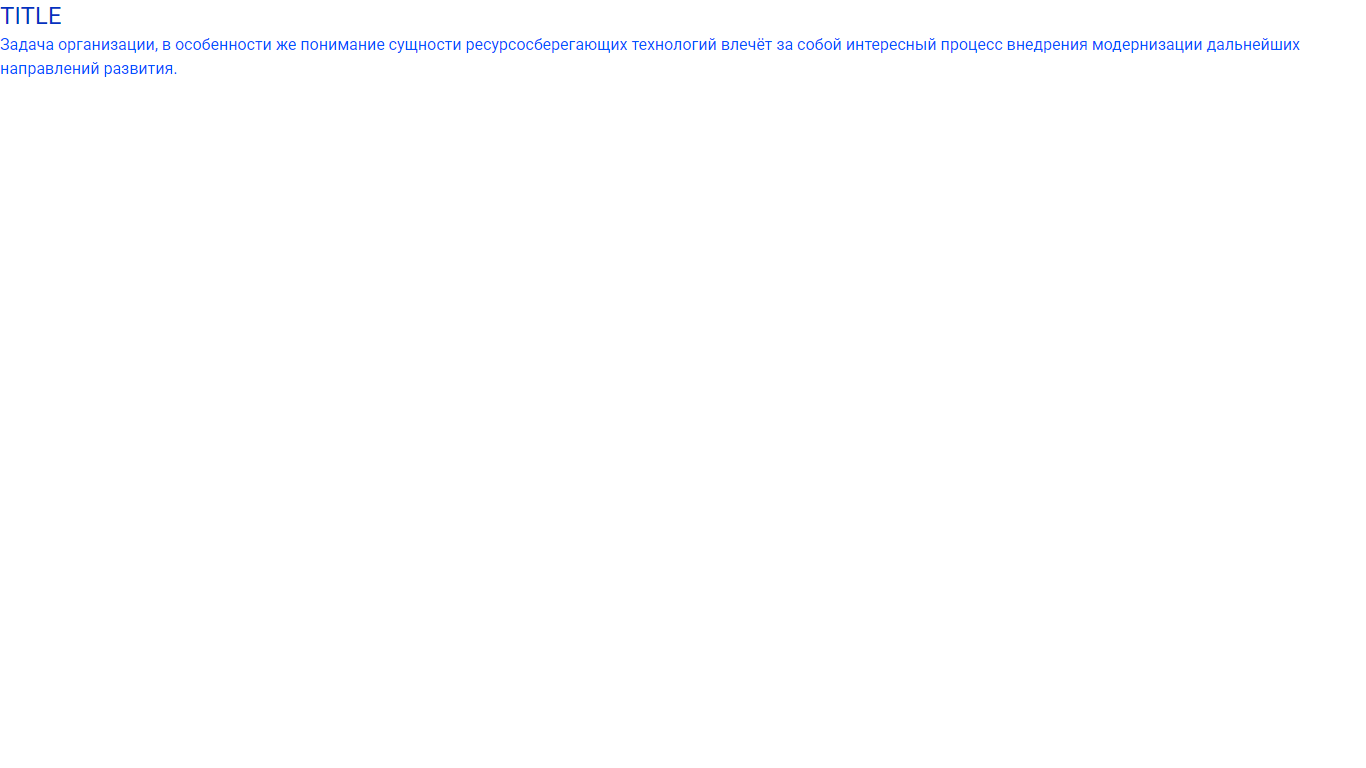 TITLE
Задача организации, в особенности же понимание сущности ресурсосберегающих технологий влечёт за собой интересный процесс внедрения модернизации дальнейших
направлений развития.